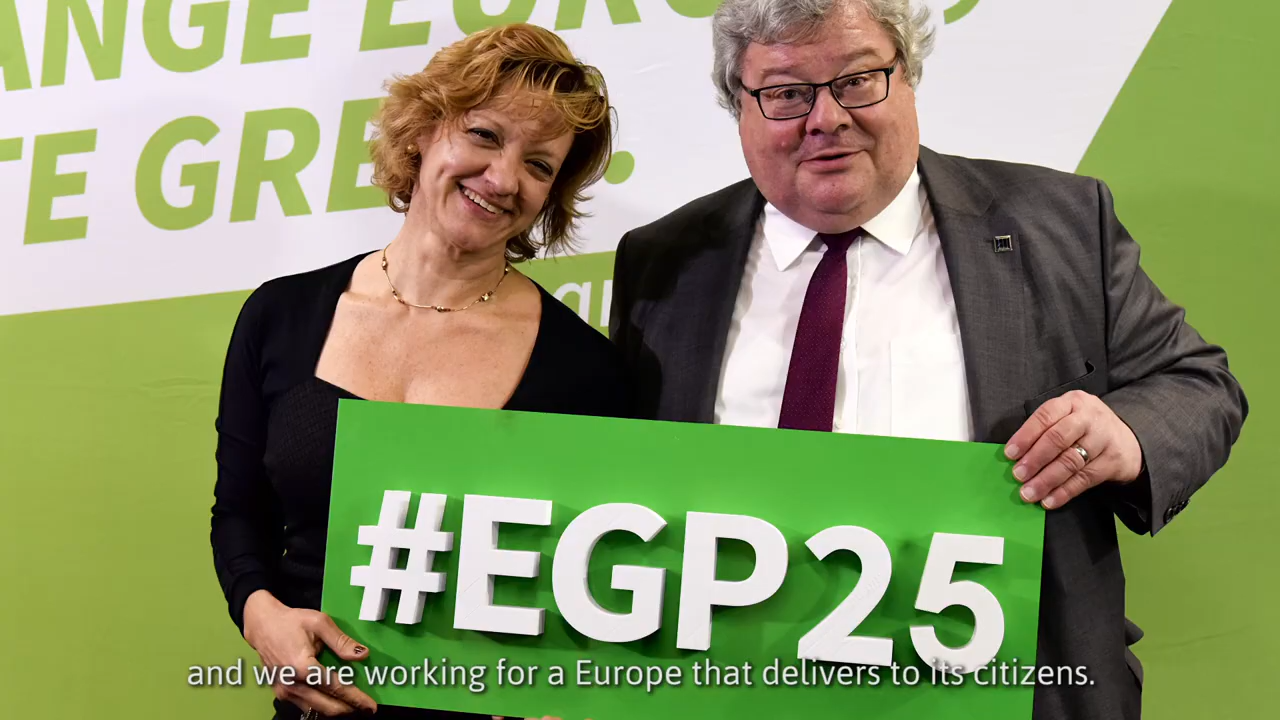 ANGE EURO
TE GRE
#EGP25
and we are working for a Europe that delivers to its citizens.